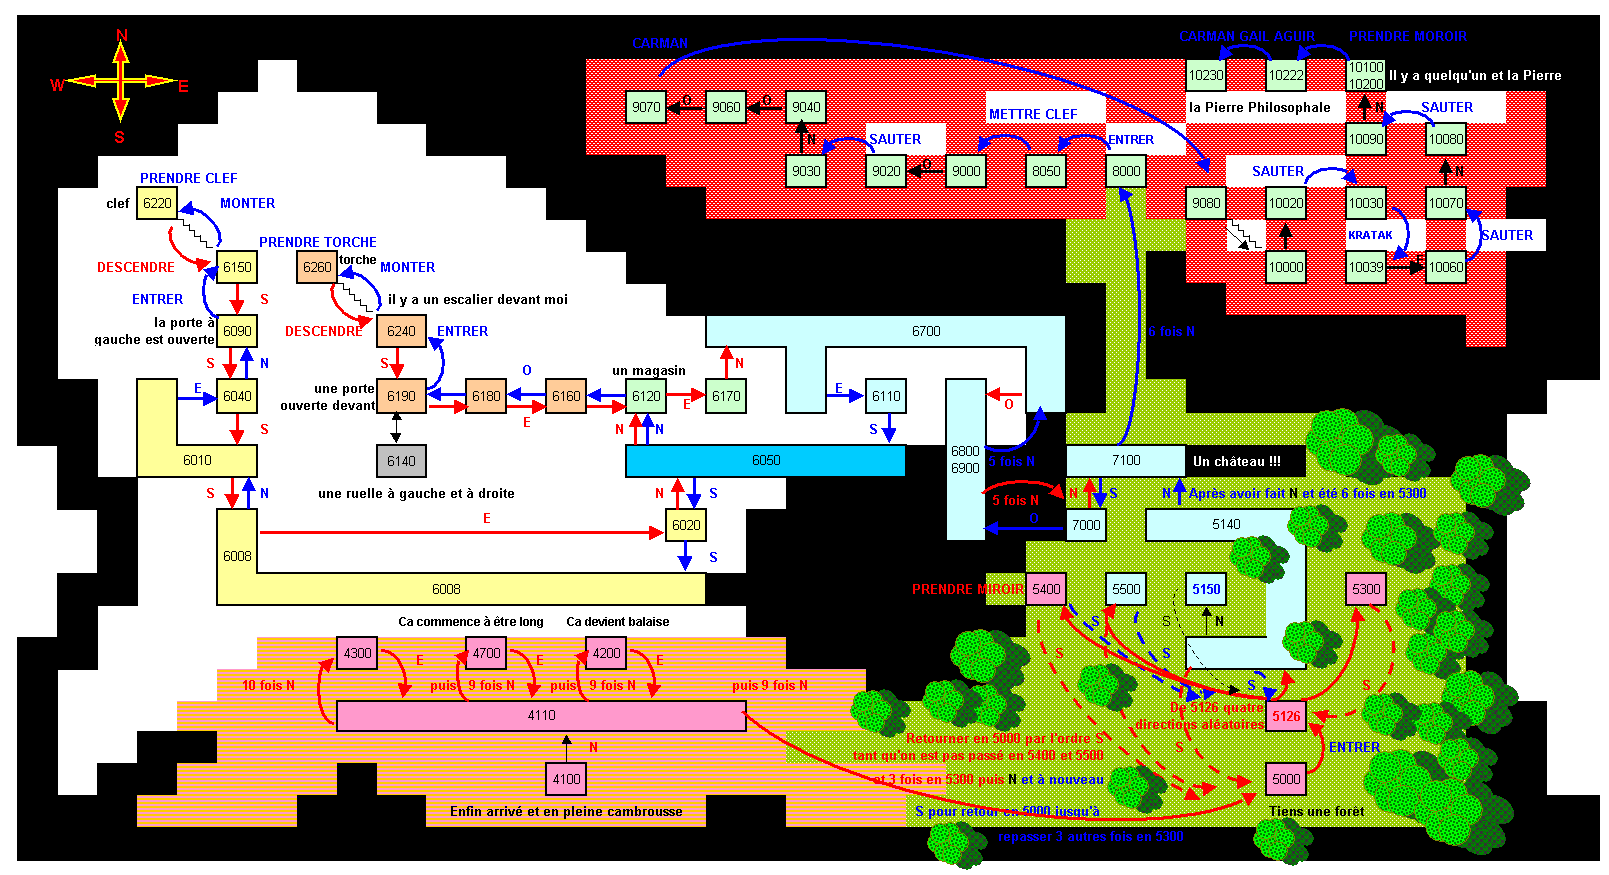 N
W
E
S
CARMAN
CARMAN GAIL AGUIR
PRENDRE MOROIR
10230
10222
10100
10200
Il y a quelqu'un et la Pierre
9070
O
9060
O
9040
la Pierre Philosophale
N
SAUTER
METTRE CLEF
N
SAUTER
ENTRER
10090
10080
9030
9020
O
9000
8050
8000
SAUTER
N
PRENDRE CLEF
clef
6220
MONTER
9080
10020
10030
10070
KRATAK
SAUTER
PRENDRE TORCHE
torche
DESCENDRE
6150
6260
MONTER
10000
10039
E
10060
ENTRER
S
il y a un escalier devant moi
la porte à
gauche est ouverte
6090
DESCENDRE
6240
ENTRER
6700
6 fois N
S
N
S
O
un magasin
N
E
6040
une porte
ouverte devant
6190
6180
6160
6120
E
6170
E
6110
O
S
E
N
N
S
6010
6140
6050
6800
6900
5 fois N
7100
Un château !!!
S
N
une ruelle à gauche et à droite
N
S
5 fois N
N
S
N
Après avoir fait N et été 6 fois en 5300
E
6020
O
7000
5140
6008
S
6008
PRENDRE MIROIR
5400
5500
5150
5300
Ca commence à être long
Ca devient balaise
S
S
N
4300
E
4700
E
4200
E
S
S
10 fois N
puis
9 fois N
puis
9 fois N
puis 9 fois N
S
S
S
4110
De 5126 quatre
directions aléatoires
5126
N
Retourner en 5000 par l'ordre S
tant qu'on est pas passé en 5400 et 5500
S
ENTRER
4100
et 3 fois en 5300 puis N et à nouveau
5000
Enfin arrivé et en pleine cambrousse
S pour retour en 5000 jusqu'à
Tiens une forêt
repasser 3 autres fois en 5300